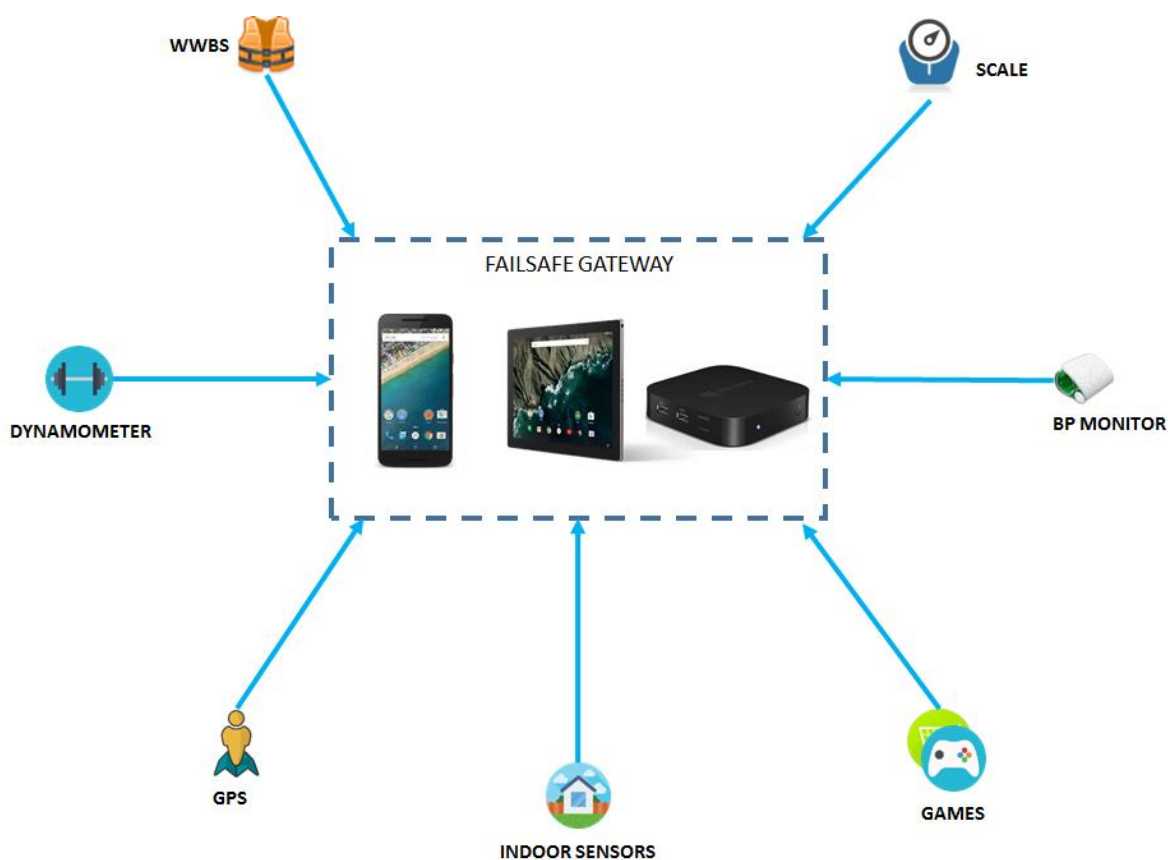 WWBS
SCALE
FAILSAFE GATEWAY
DYNAMOMETER
BP MONITOR
GPS
GAMES
INDOOR SENSORS